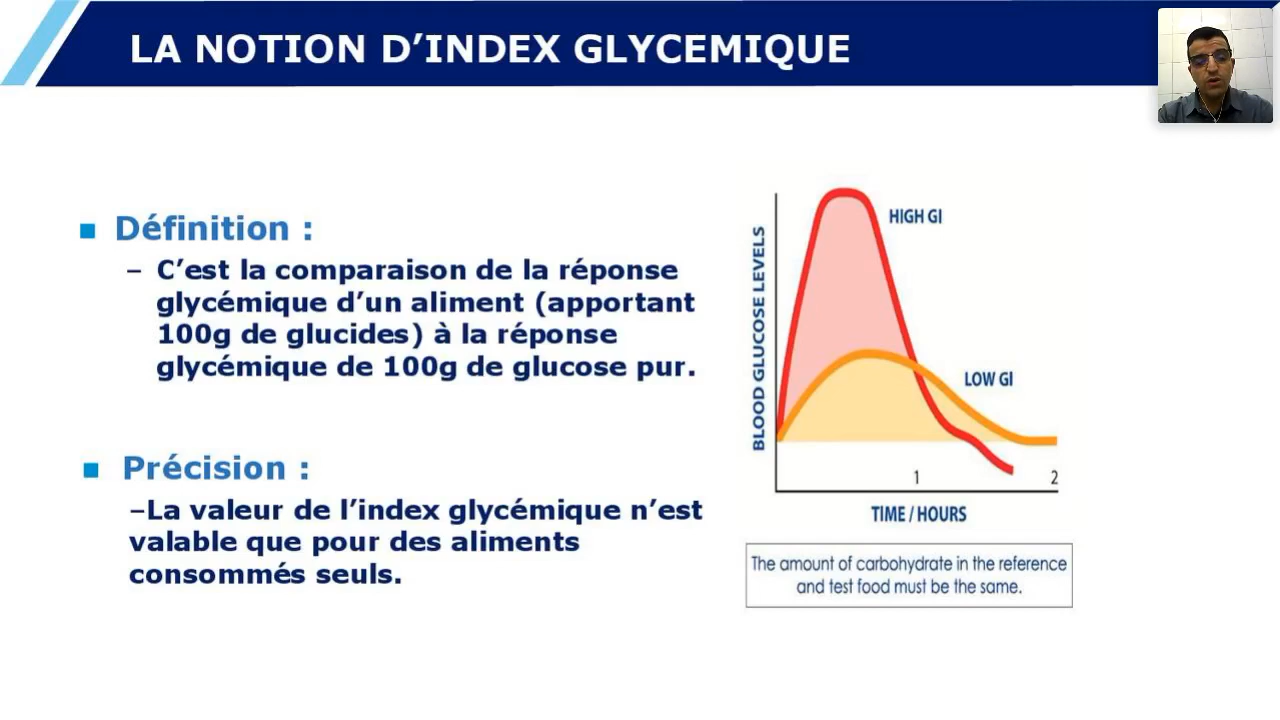 LA NOTION D’INDEX GLYCEMIQUE
Définition :
– C’est la comparaison de la réponse
glycémique d’un aliment (apportant
100g de glucides) à la réponse
glycémique de 100g de glucose pur.
Précision :
–La valeur de l’index glycémique n’est
valable que pour des aliments
consommés seuls.
BLOOD GLUCOSE LEVELS
HIGH GI
LOW GI
1
2
TIME / HOURS
The amount of carbohydrate in the reference
and test food must be the same.